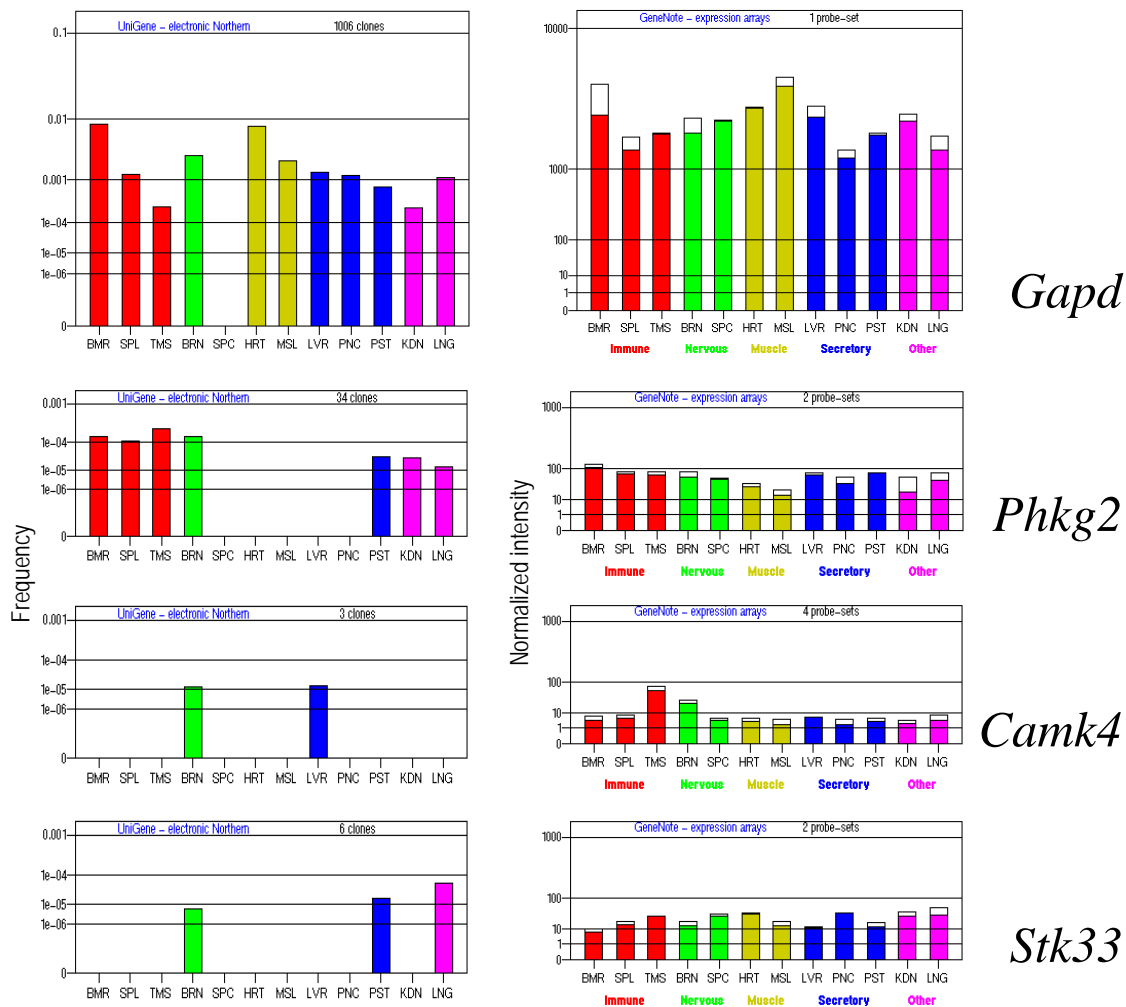 UniGene - electronic Northern 1006 clones
0.1
0.01
0.001
1e-04
1e-05
1e-06
0
BMR SPL TMS BRN SPC HRT MSL LVR PNC PST KDN LNG
GeneNote - expression arrays 1 probe-set
10000
1000
100
10
1
0
BMR SPL TMS BRN SPC HRT MSL LVR PNC PST KDN LNG
Immune Nervous Muscle Secretory Other
Gapd
UniGene - electronic Northern 34 clones
0.001
1e-04
1e-05
1e-06
0
BMR SPL TMS BRN SPC HRT MSL LVR PNC PST KDN LNG
GeneNote - expression arrays 2 probe-sets
1000
100
10
1
0
BMR SPL TMS BRN SPC HRT MSL LVR PNC PST KDN LNG
Immune Nervous Muscle Secretory Other
Phkg2
Frequency
Normalized intensity
UniGene - electronic Northern 3 clones
0.001
1e-04
1e-05
1e-06
0
BMR SPL TMS BRN SPC HRT MSL LVR PNC PST KDN LNG
GeneNote - expression arrays 4 probe-sets
1000
100
10
1
0
BMR SPL TMS BRN SPC HRT MSL LVR PNC PST KDN LNG
Immune Nervous Muscle Secretory Other
Camk4
UniGene - electronic Northern 6 clones
0.001
1e-04
1e-05
1e-06
0
BMR SPL TMS BRN SPC HRT MSL LVR PNC PST KDN LNG
GeneNote - expression arrays 2 probe-sets
1000
100
10
1
0
BMR SPL TMS BRN SPC HRT MSL LVR PNC PST KDN LNG
Immune Nervous Muscle Secretory Other
Stk33